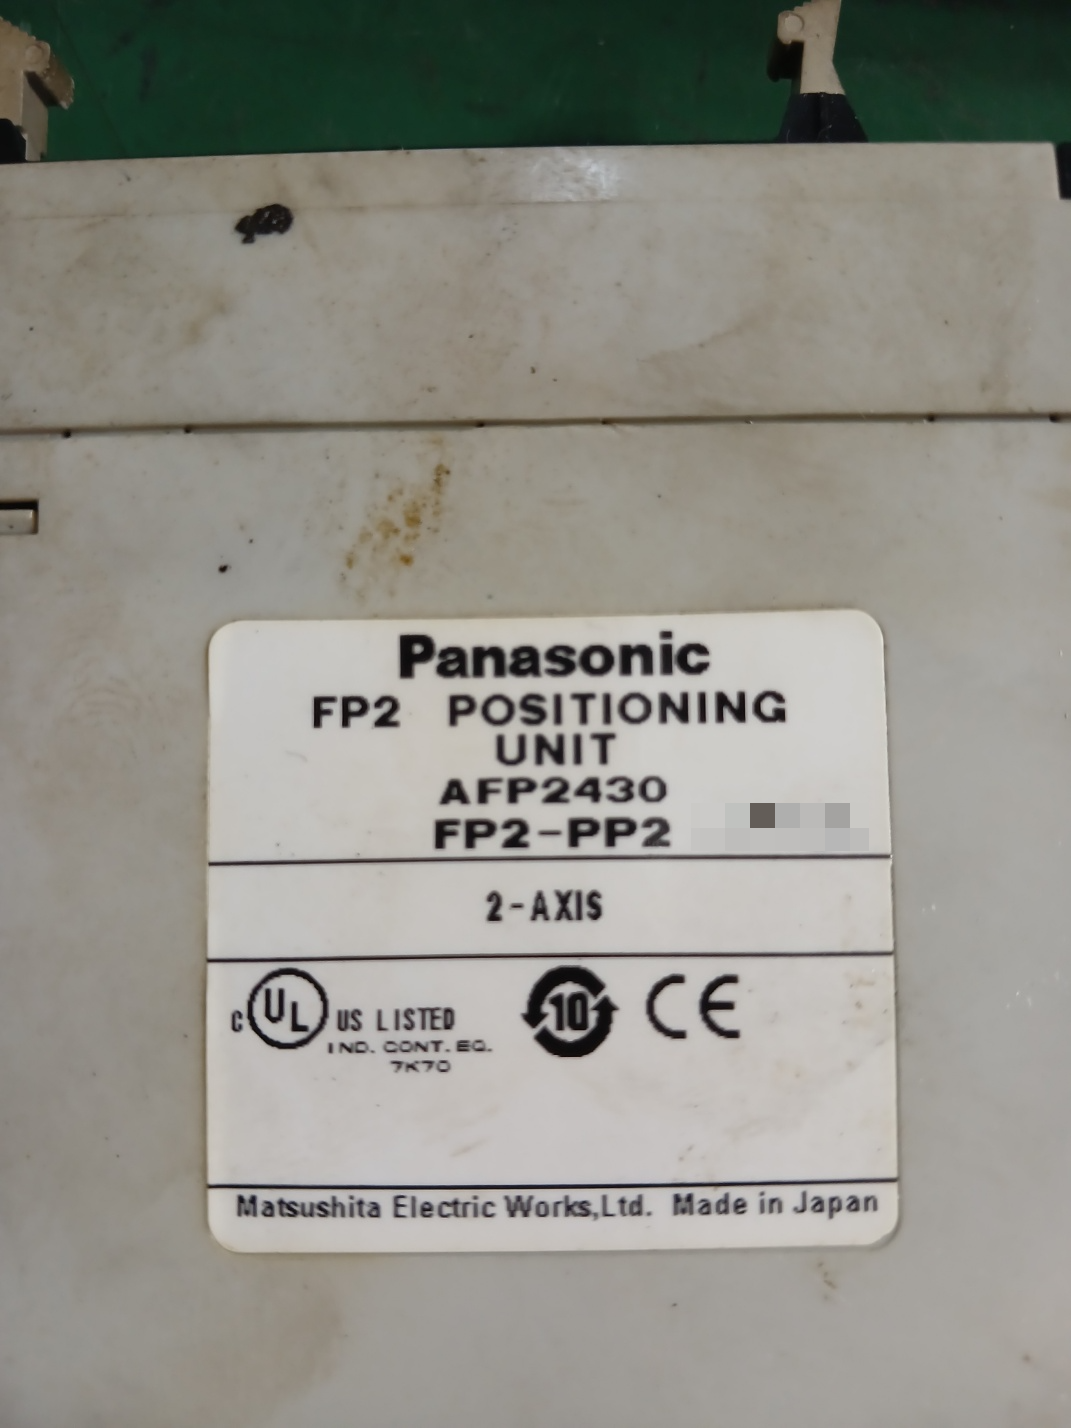 Panasonic
FP2 POSITIONING
UNIT
AFP2430
FP2-PP2
2-AXIS
C UL US LISTED
IND. CONT. EQ.
7K70
10
CE
Matsushita Electric Works,Ltd. Made in Japan